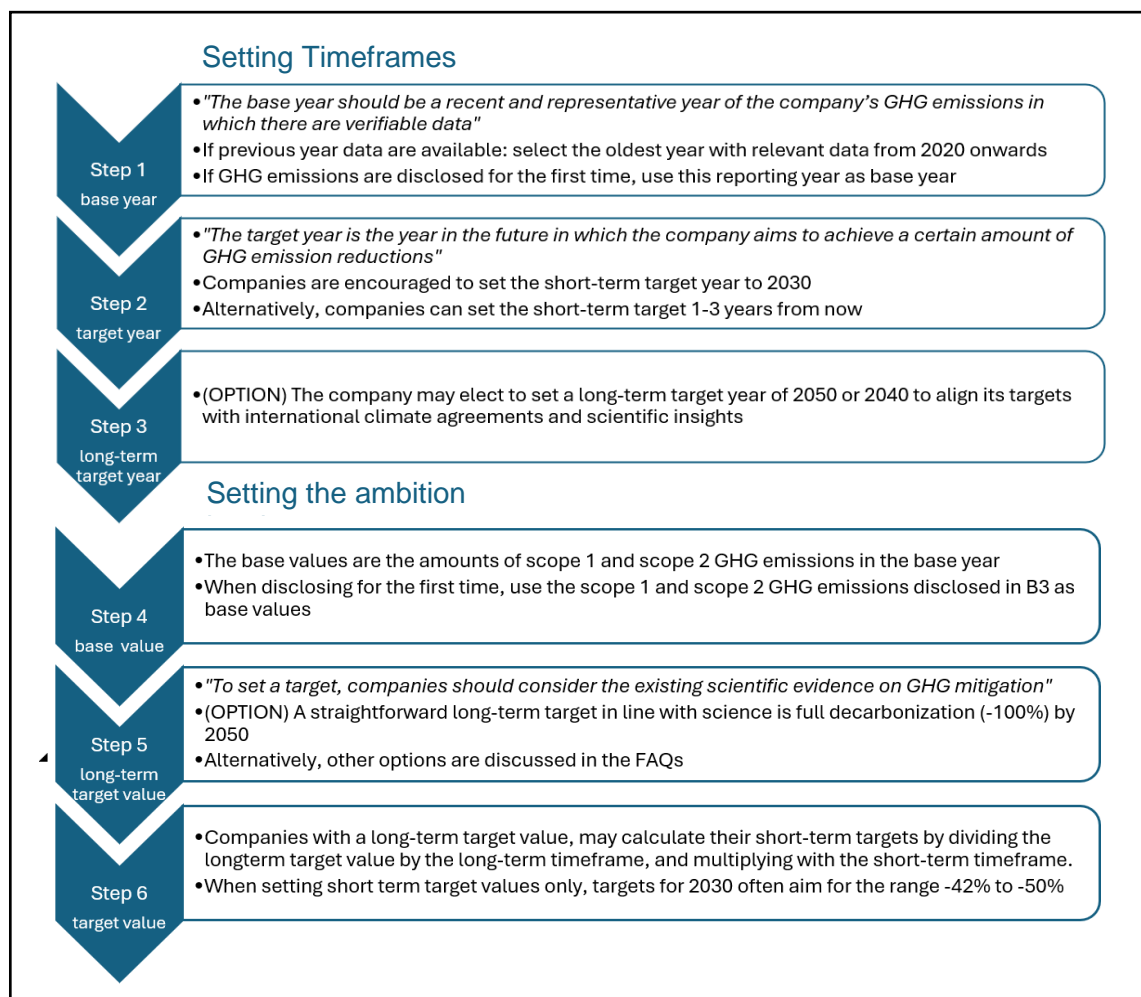 Setting Timeframes
Step 1
base year
•"The base year should be a recent and representative year of the company's GHG emissions in
which there are verifiable data"
•If previous year data are available: select the oldest year with relevant data from 2020 onwards
•If GHG emissions are disclosed for the first time, use this reporting year as base year
Step 2
target year
•"The target year is the year in the future in which the company aims to achieve a certain amount of
GHG emission reductions"
•Companies are encouraged to set the short-term target year to 2030
•Alternatively, companies can set the short-term target 1-3 years from now
Step 3
long-term
target year
•(OPTION) The company may elect to set a long-term target year of 2050 or 2040 to align its targets
with international climate agreements and scientific insights
Setting the ambition
Step 4
base value
•The base values are the amounts of scope 1 and scope 2 GHG emissions in the base year
•When disclosing for the first time, use the scope 1 and scope 2 GHG emissions disclosed in B3 as
base values
Step 5
long-term
target value
•"To set a target, companies should consider the existing scientific evidence on GHG mitigation"
•(OPTION) A straightforward long-term target in line with science is full decarbonization (-100%) by
2050
•Alternatively, other options are discussed in the FAQs
Step 6
target value
•Companies with a long-term target value, may calculate their short-term targets by dividing the
longterm target value by the long-term timeframe, and multiplying with the short-term timeframe.
•When setting short term target values only, targets for 2030 often aim for the range -42% to -50%